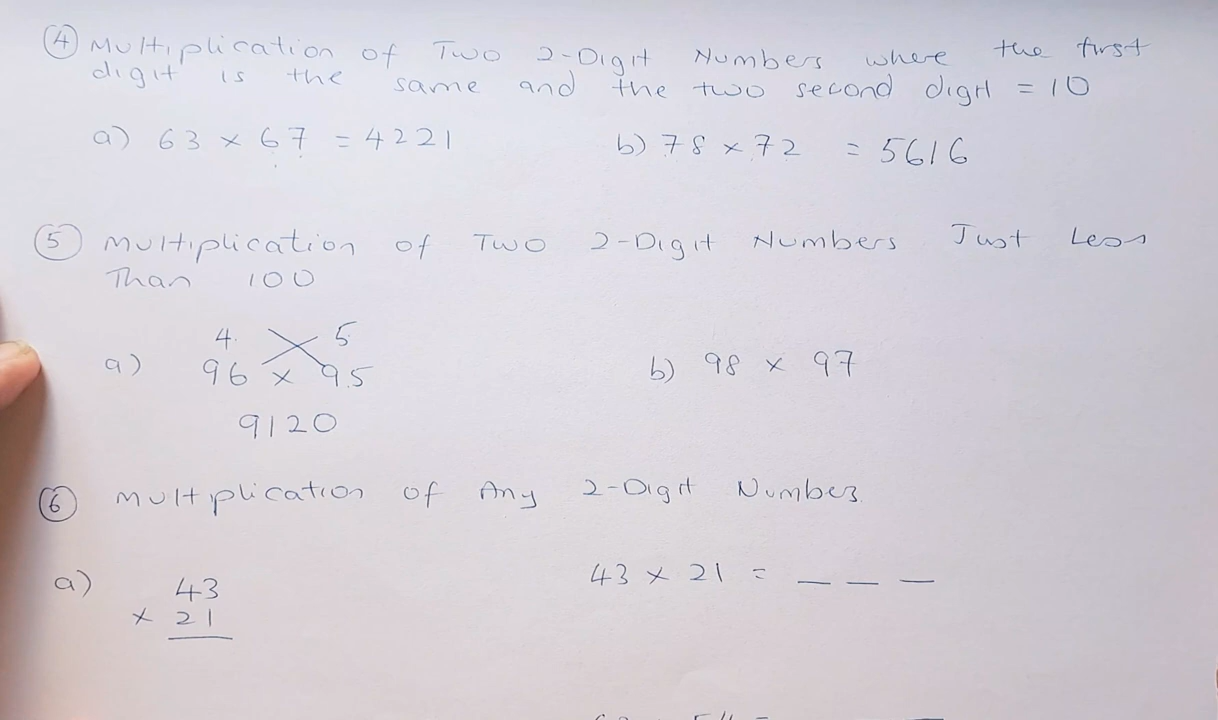 4 Multiplication of Two 2-Digit Numbers where the first
digit is the same and the two second digit = 10
a) 63 x 67 = 4221 b) 78 x 72 = 5616
5 Multiplication of Two 2-Digit Numbers Just Less
Than 100
4 5
a) 96 x 95 b) 98 x 97
9120
6 Multiplication of Any 2-Digit Number
a) 43 43 x 21 = _ _ _
x 21